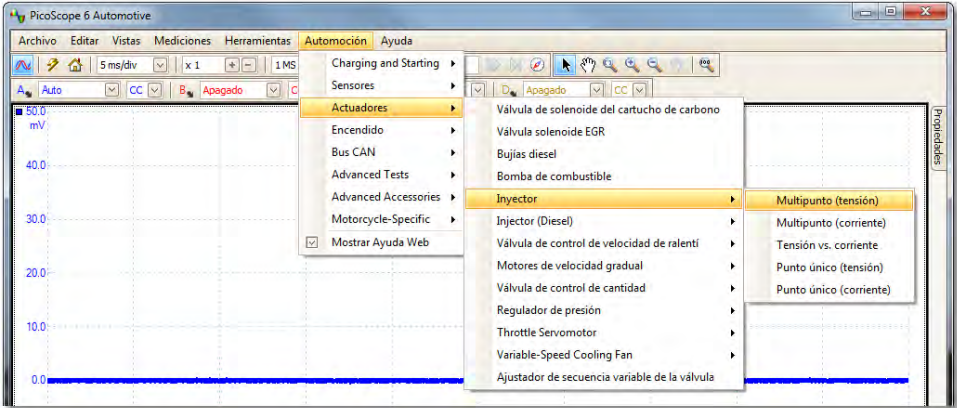 PicoScope 6 Automotive
Archivo Editar Vistas Mediciones Herramientas Automoción Ayuda
5 ms/div x 1 1 MS
A Auto CC B Apagado C D Apagado CC
50.0
mV
40.0
30.0
20.0
10.0
0.0
Charging and Starting
Sensores
Actuadores
Encendido
Bus CAN
Advanced Tests
Advanced Accessories
Motorcycle-Specific
Mostrar Ayuda Web
Válvula de solenoide del cartucho de carbono
Válvula solenoide EGR
Bujías diesel
Bomba de combustible
Inyector
Injector (Diesel)
Válvula de control de velocidad de ralentí
Motores de velocidad gradual
Válvula de control de cantidad
Regulador de presión
Throttle Servomotor
Variable-Speed Cooling Fan
Ajustador de secuencia variable de la válvula
Multipunto (tensión)
Multipunto (corriente)
Tensión vs. corriente
Punto único (tensión)
Punto único (corriente)
Propiedades